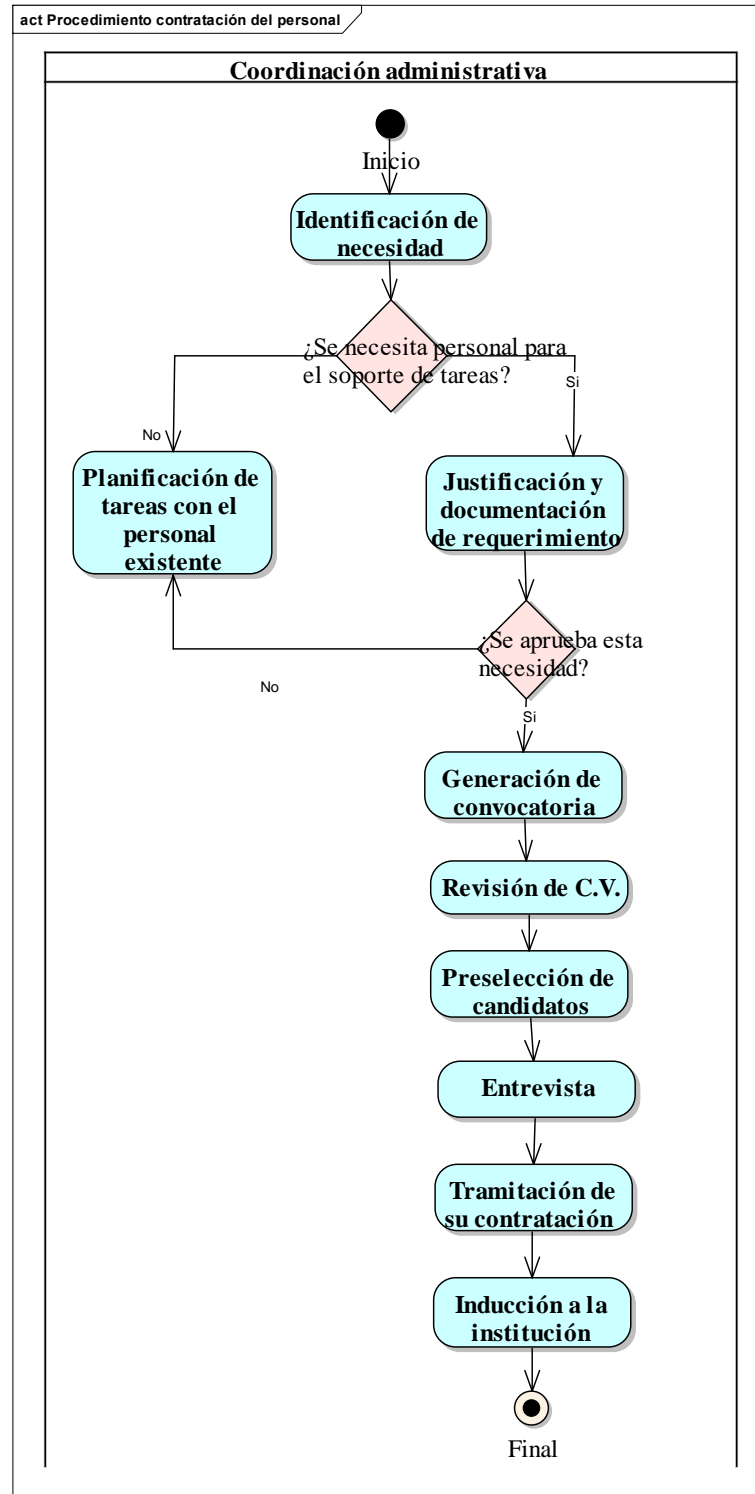 act Procedimiento contratación del personal
Coordinación administrativa
Inicio
Identificación de
necesidad
¿Se necesita personal para
el soporte de tareas?
Si
No
Planificación de
tareas con el
personal
existente
Justificación y
documentación
de requerimiento
¿Se aprueba esta
necesidad?
No
Si
Generación de
convocatoria
Revisión de C.V.
Preselección de
candidatos
Entrevista
Tramitación de
su contratación
Inducción a la
institución
Final